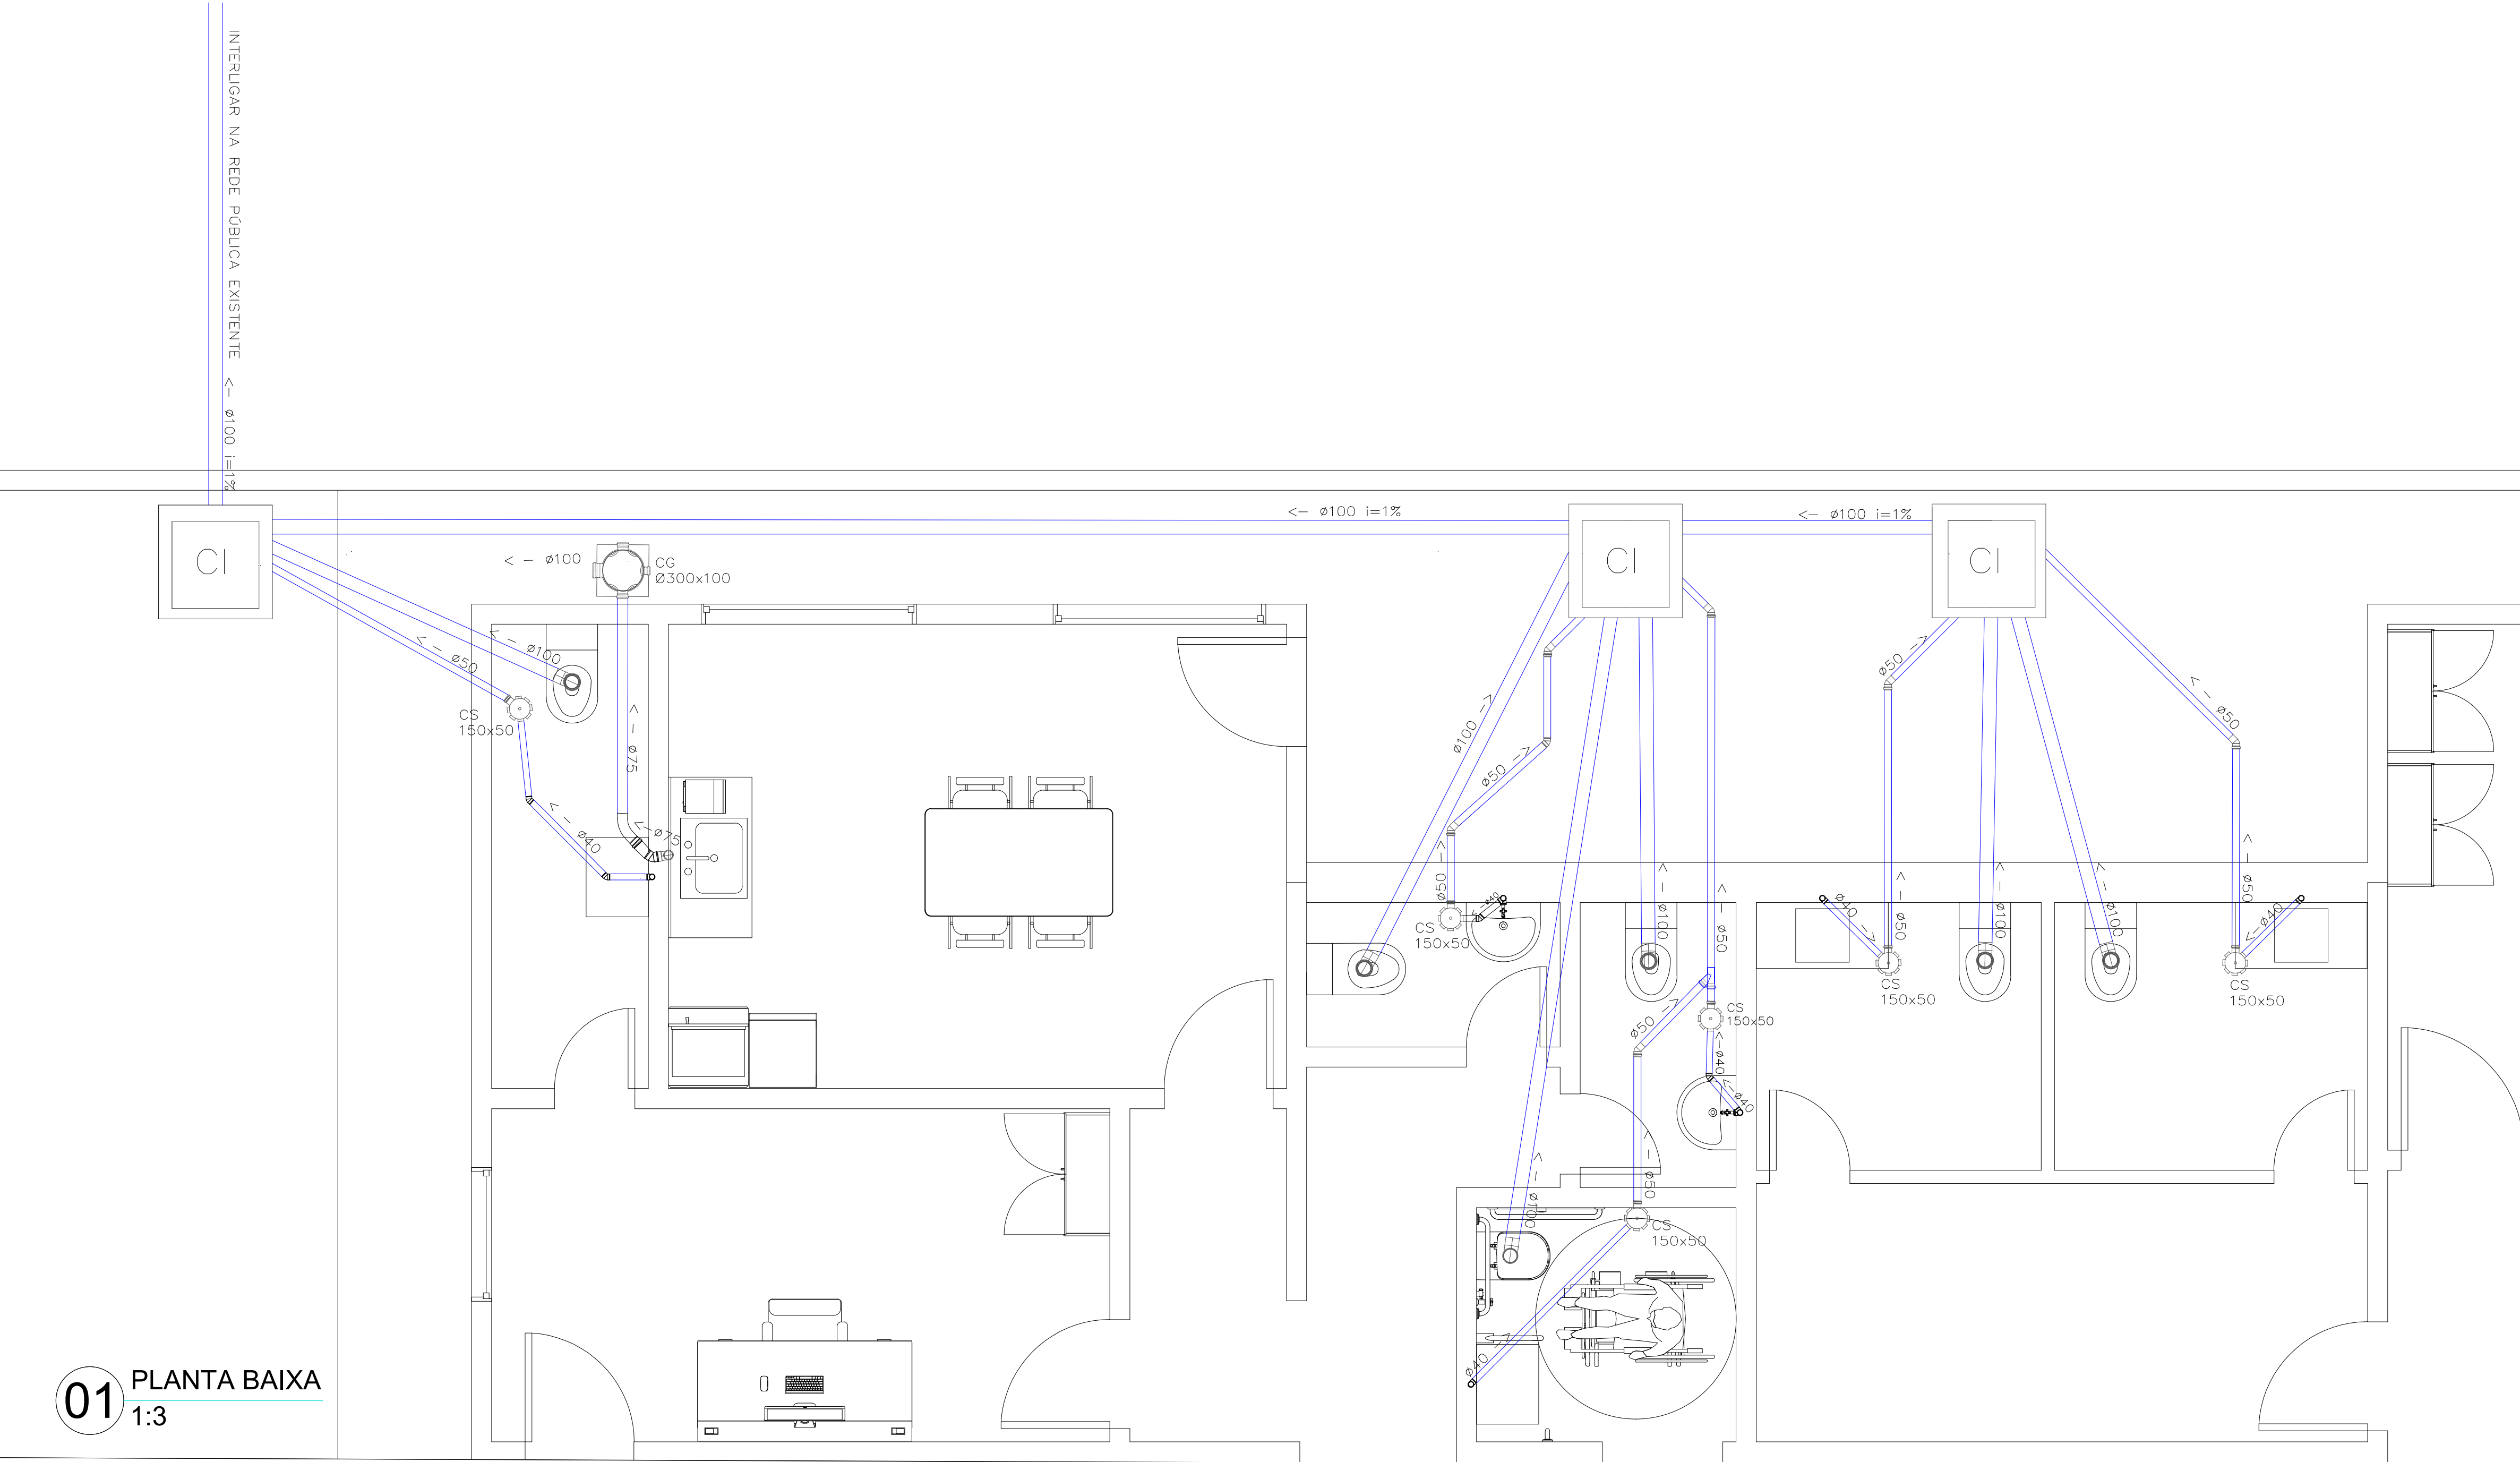 INTERLIGAR NA REDE PÚBLICA EXISTENTE <- ø100 i=1%
<- ø100 i=1%
<- ø100 i=1%
CI
CI
CI
< - ø100
CG
Ø300x100
< - ø100
< - ø50
CS
150x50
< - ø75
<-ø75
< - ø40
ø100 ->
ø50 ->
ø50 ->
CS
150x50
<-ø40
< - ø100
< - ø50
ø50 ->
CS
150x50
<-ø40
<-ø40
< - ø50
CS
150x50
< - ø100
ø40 ->
ø50 ->
< - ø50
ø40 ->
CS
150x50
< - ø100
< - ø100
< - ø50
< - ø50
<-ø40
CS
150x50
01
PLANTA BAIXA
1:3